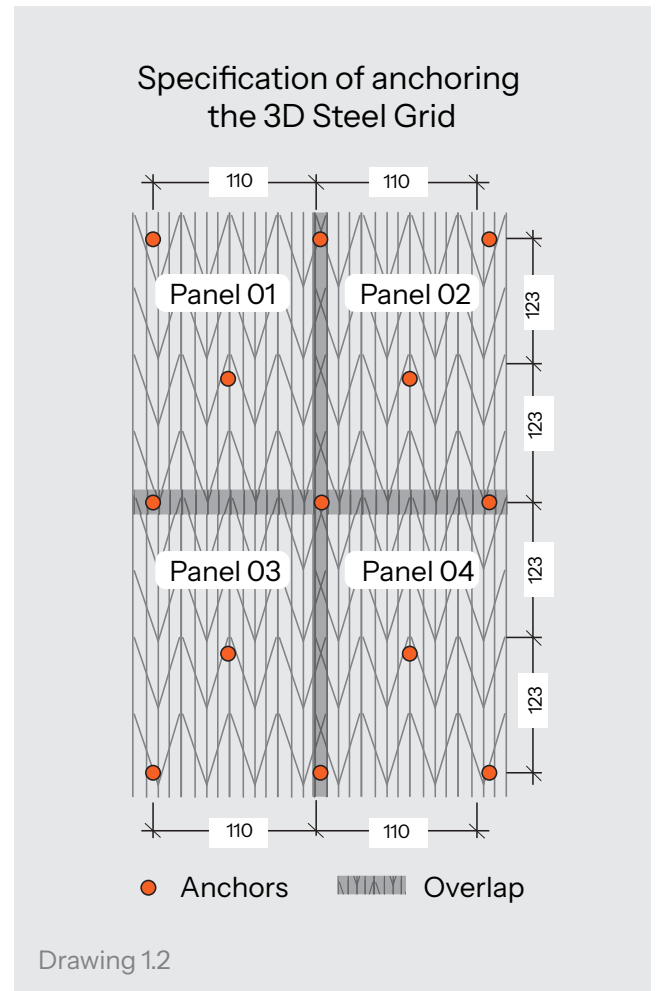 Specification of anchoring
the 3D Steel Grid
110 110
Panel 01 Panel 02
123
123
Panel 03 Panel 04
123
123
110 110
Anchors Overlap
Drawing 1.2